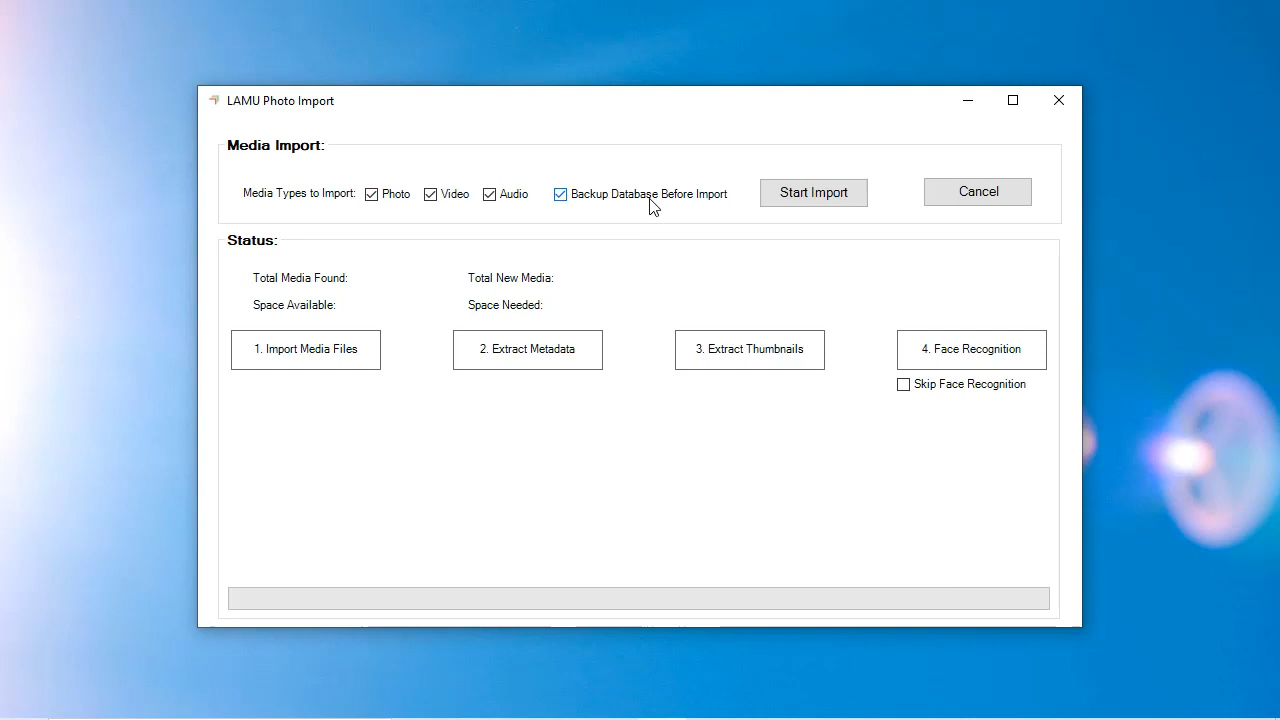 LAMU Photo Import
Media Import:
Media Types to Import: Photo Video Audio Backup Database Before Import Start Import Cancel
Status:
Total Media Found: Total New Media:
Space Available: Space Needed:
1. Import Media Files 2. Extract Metadata 3. Extract Thumbnails 4. Face Recognition
Skip Face Recognition